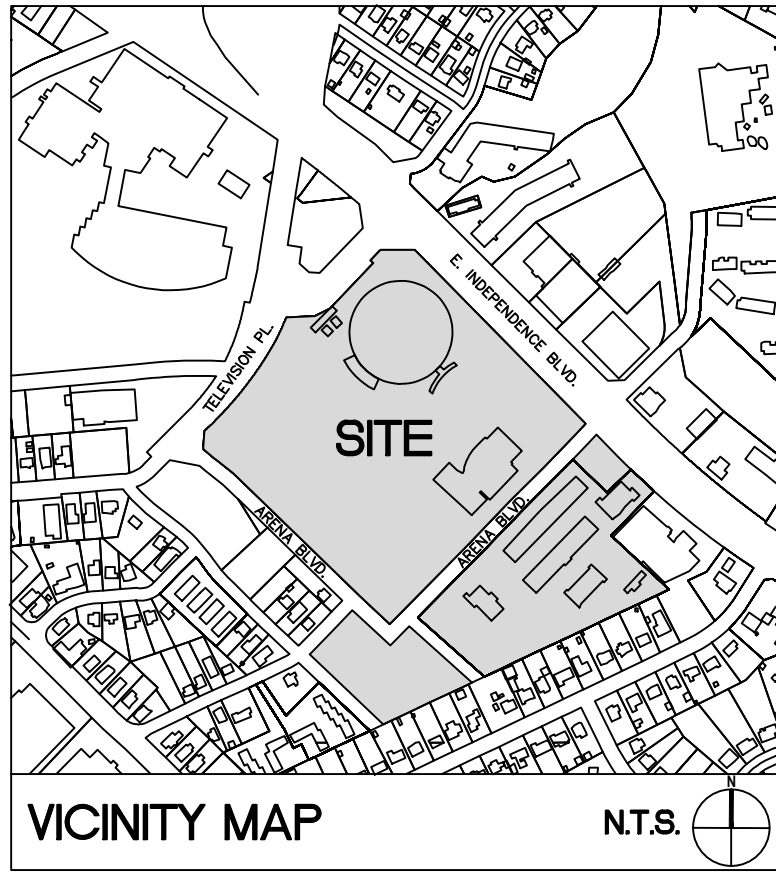 E. INDEPENDENCE BLVD.
TELEVISION PL.
SITE
ARENA BLVD.
ARENA BLVD.
VICINITY MAP
N.T.S.
N